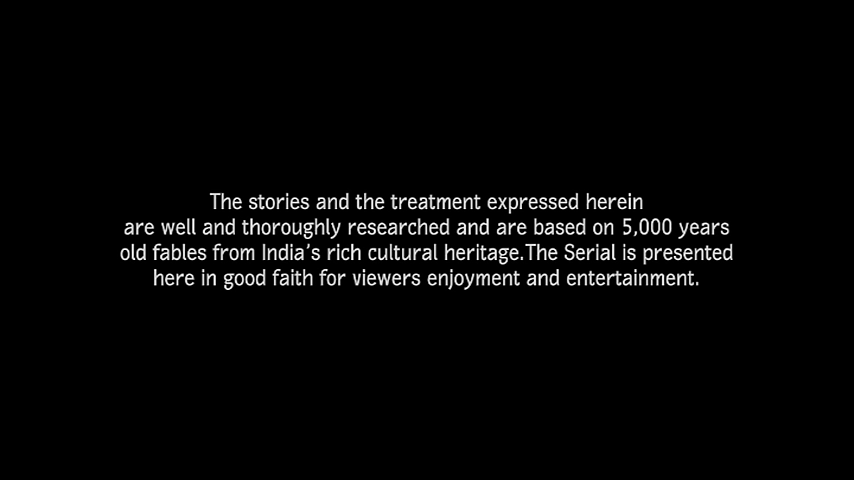 The stories and the treatment expressed herein
are well and thoroughly researched and are based on 5,000 years
old fables from India's rich cultural heritage.The Serial is presented
here in good faith for viewers enjoyment and entertainment.